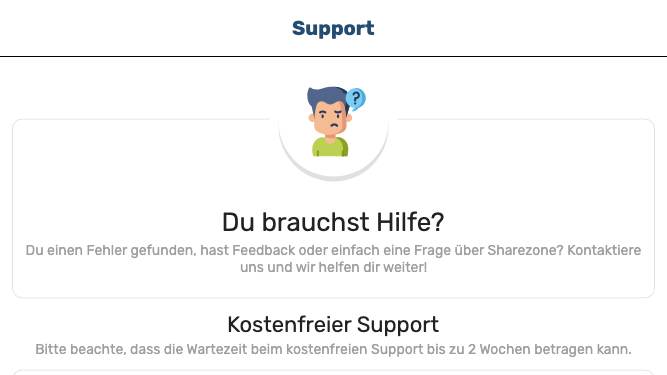 Support
?
Du brauchst Hilfe?
Du einen Fehler gefunden, hast Feedback oder einfach eine Frage über Sharezone? Kontaktiere
uns und wir helfen dir weiter!
Kostenfreier Support
Bitte beachte, dass die Wartezeit beim kostenfreien Support bis zu 2 Wochen betragen kann.